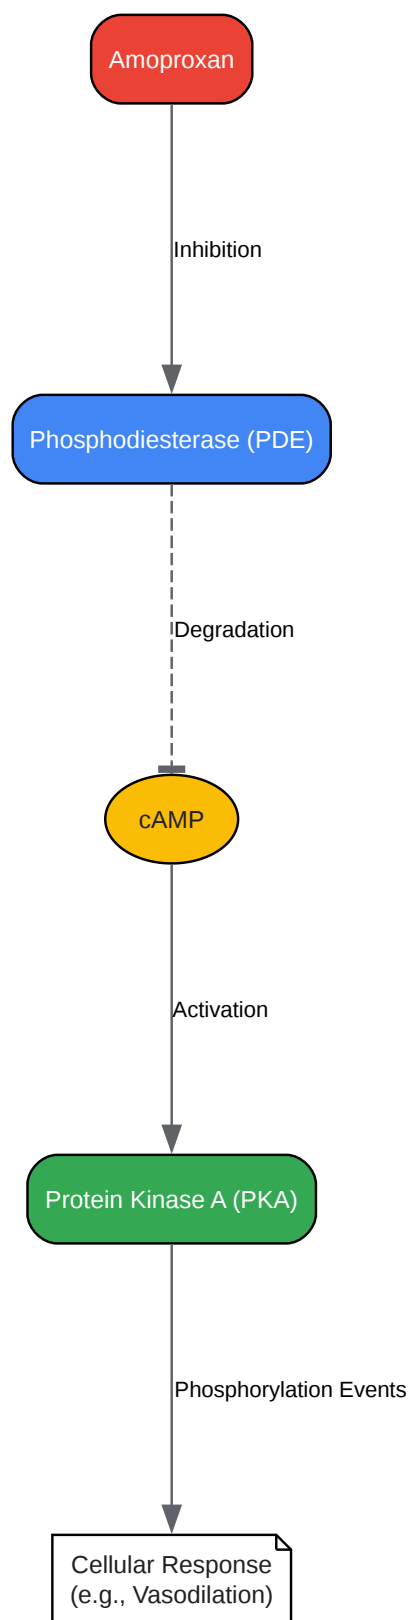 Amoproxan
Inhibition
Phosphodiesterase (PDE)
Degradation
cAMP
Activation
Protein Kinase A (PKA)
Phosphorylation Events
Cellular Response
(e.g., Vasodilation)